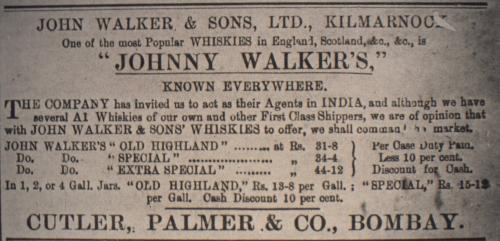 JOHN WALKER & SONS, LTD., KILMARNOCK
One of the most Popular WHISKIES in England, Scotland, &c., &c., is
"JOHNNY WALKER'S,"
KNOWN EVERYWHERE.
THE COMPANY has invited us to act as their Agents in INDIA, and although we have
several A1 Whiskies of our own and other First Class Shippers, we are of opinion that
with JOHN WALKER & SONS' WHISKIES to offer, we shall market.
JOHN WALKER'S "OLD HIGHLAND" ......... at Rs. 31-8 } Per Case Duty Paid.
Do. Do. "SPECIAL" ......... „ 34-4 } Less 10 per cent.
Do. Do. "EXTRA SPECIAL" ......... „ 44-12 } Discount for Cash.
In 1, 2, or 4 Gall. Jars. "OLD HIGHLAND," Rs. 13-8 per Gall. ; "SPECIAL," Rs. 15-12
per Gall. Cash Discount 10 per cent.
CUTLER, PALMER & CO., BOMBAY.